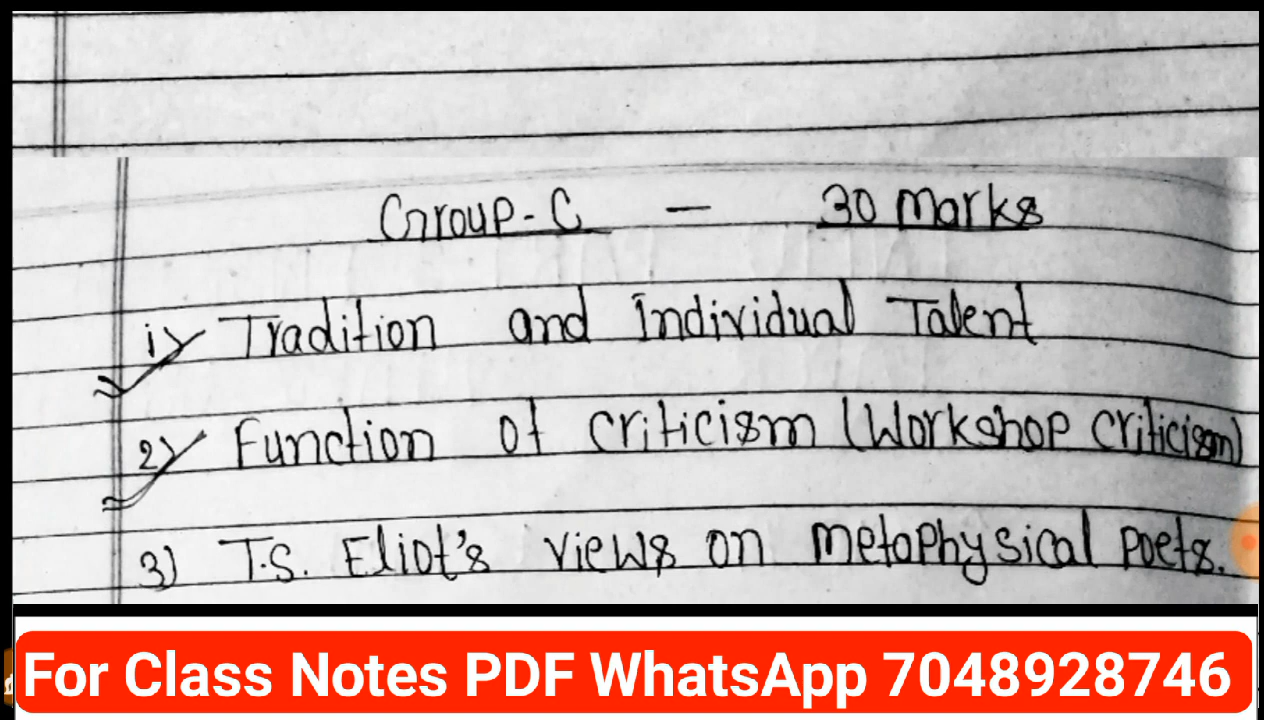 Group-C — 30 Marks
1) Tradition and Individual Talent
2) Function of criticism (Workshop criticism)
3) T.S. Eliot's views on metaphysical poets.
For Class Notes PDF WhatsApp 7048928746